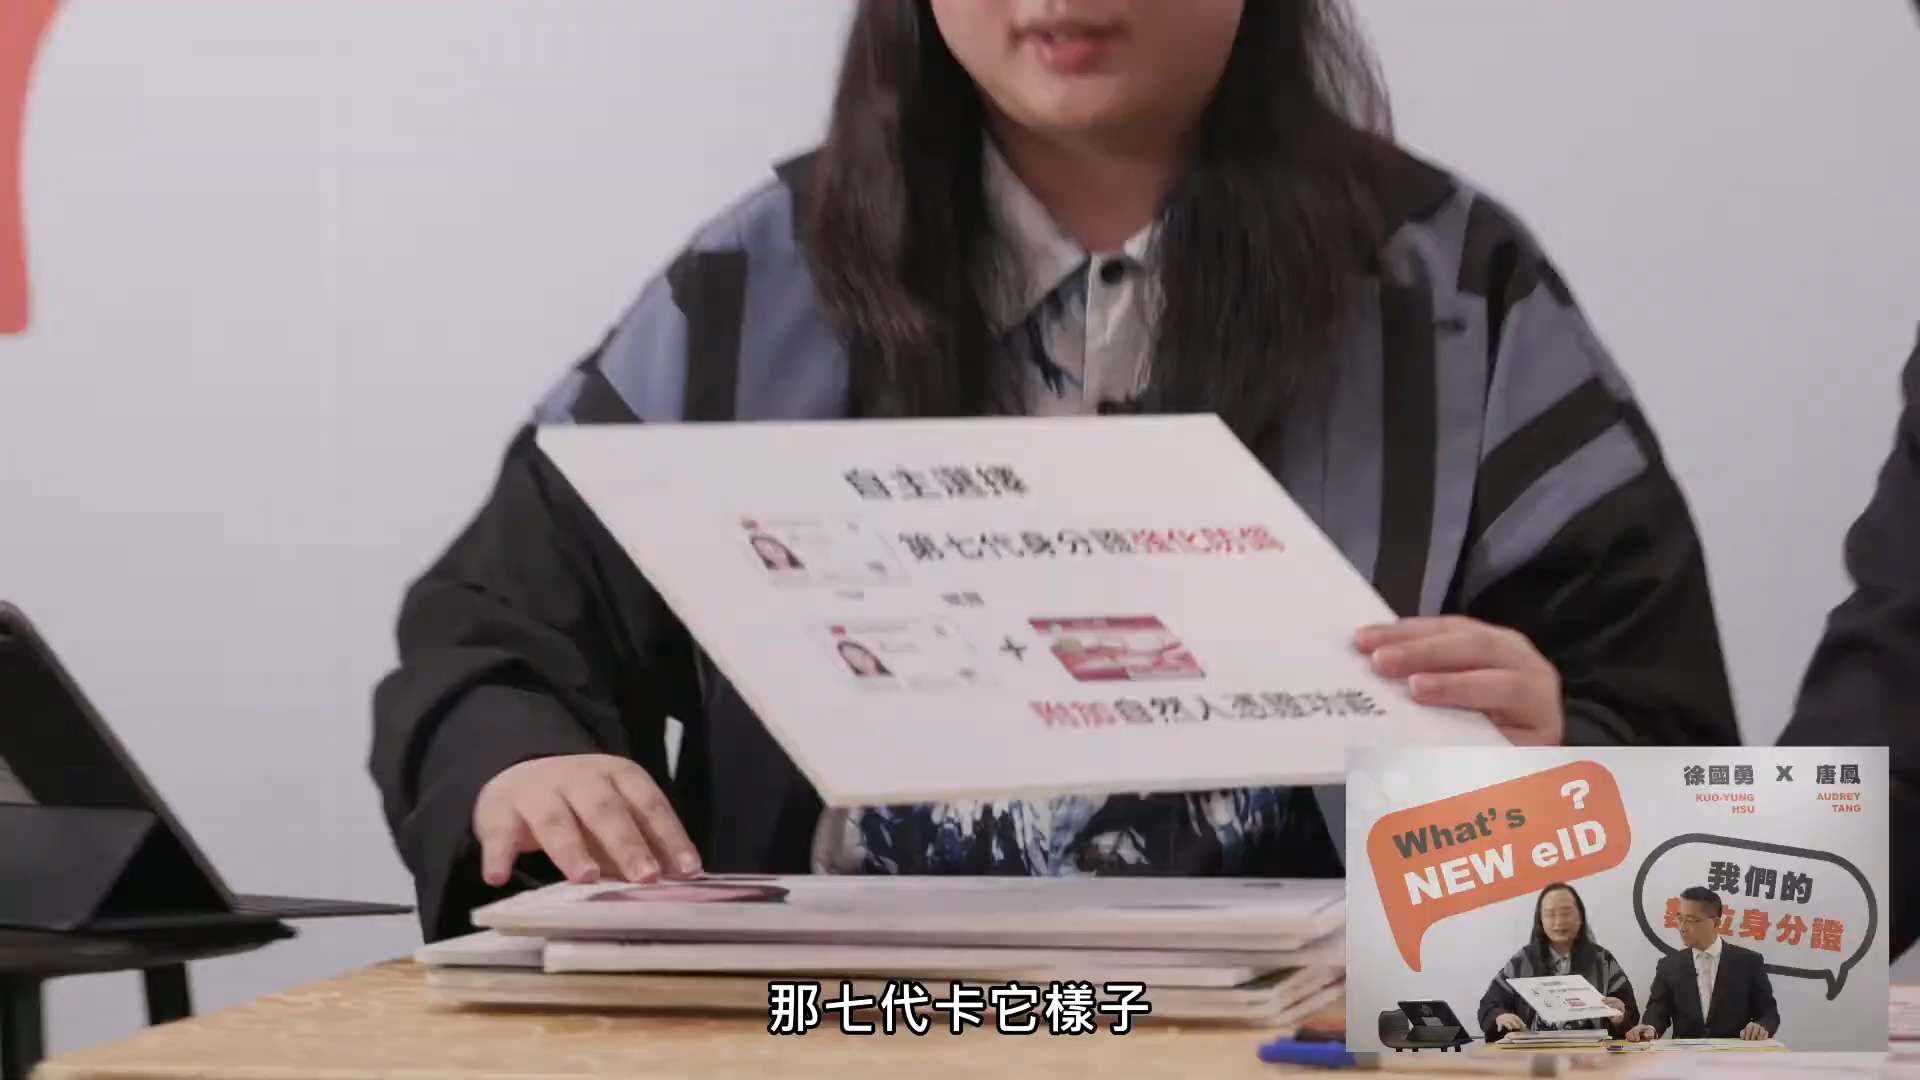 自主選擇
第七代身分證強化防偽
+
附加自然人憑證功能
那七代卡它樣子
徐國勇 X 唐鳳
KUO-YUNG HSU
AUDREY TANG
What's NEW eID ?
我們的
數位身分證